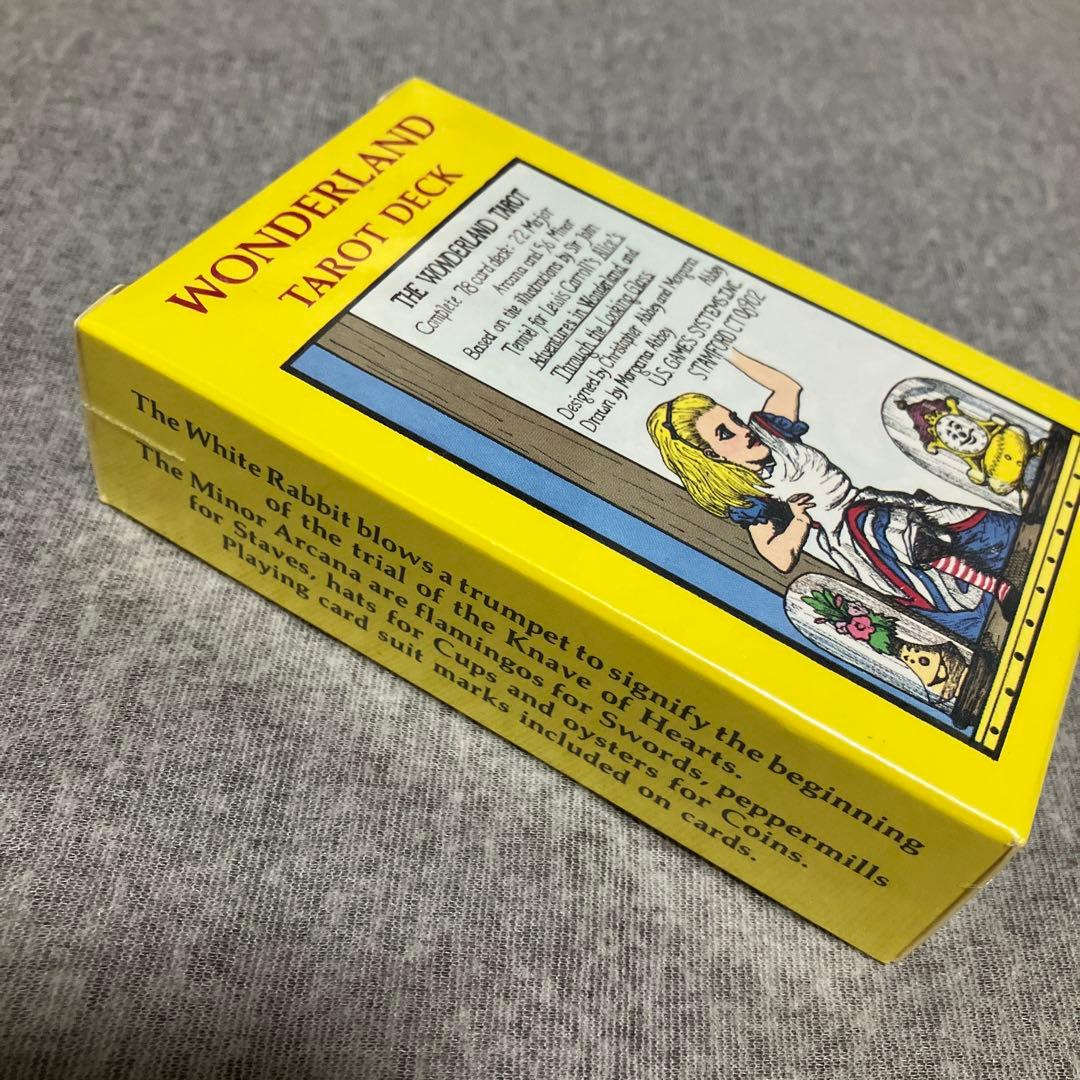 WONDERLAND
TAROT DECK
THE WONDERLAND TAROT
Complete 78 card deck: 22 Major
Arcana and 56 Minor
Based on the illustrations by Sir John
Tenniel for Lewis Carroll's Alice's
Adventures in Wonderland and
Through the Looking Glass
Designed by Christopher Abbey and Morgana
Abbey
Drawn by Morgana Abbey
U.S. GAMES SYSTEMS, INC.
STAMFORD CT 06902
The White Rabbit blows a trumpet to signify the beginning
of the trial of the Knave of Hearts.
The Minor Arcana are flamingos for Swords, peppermills
for Staves, hats for Cups and oysters for Coins.
Playing card suit marks included on cards.